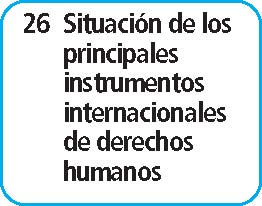 26 Situación de los
principales
instrumentos
internacionales
de derechos
humanos